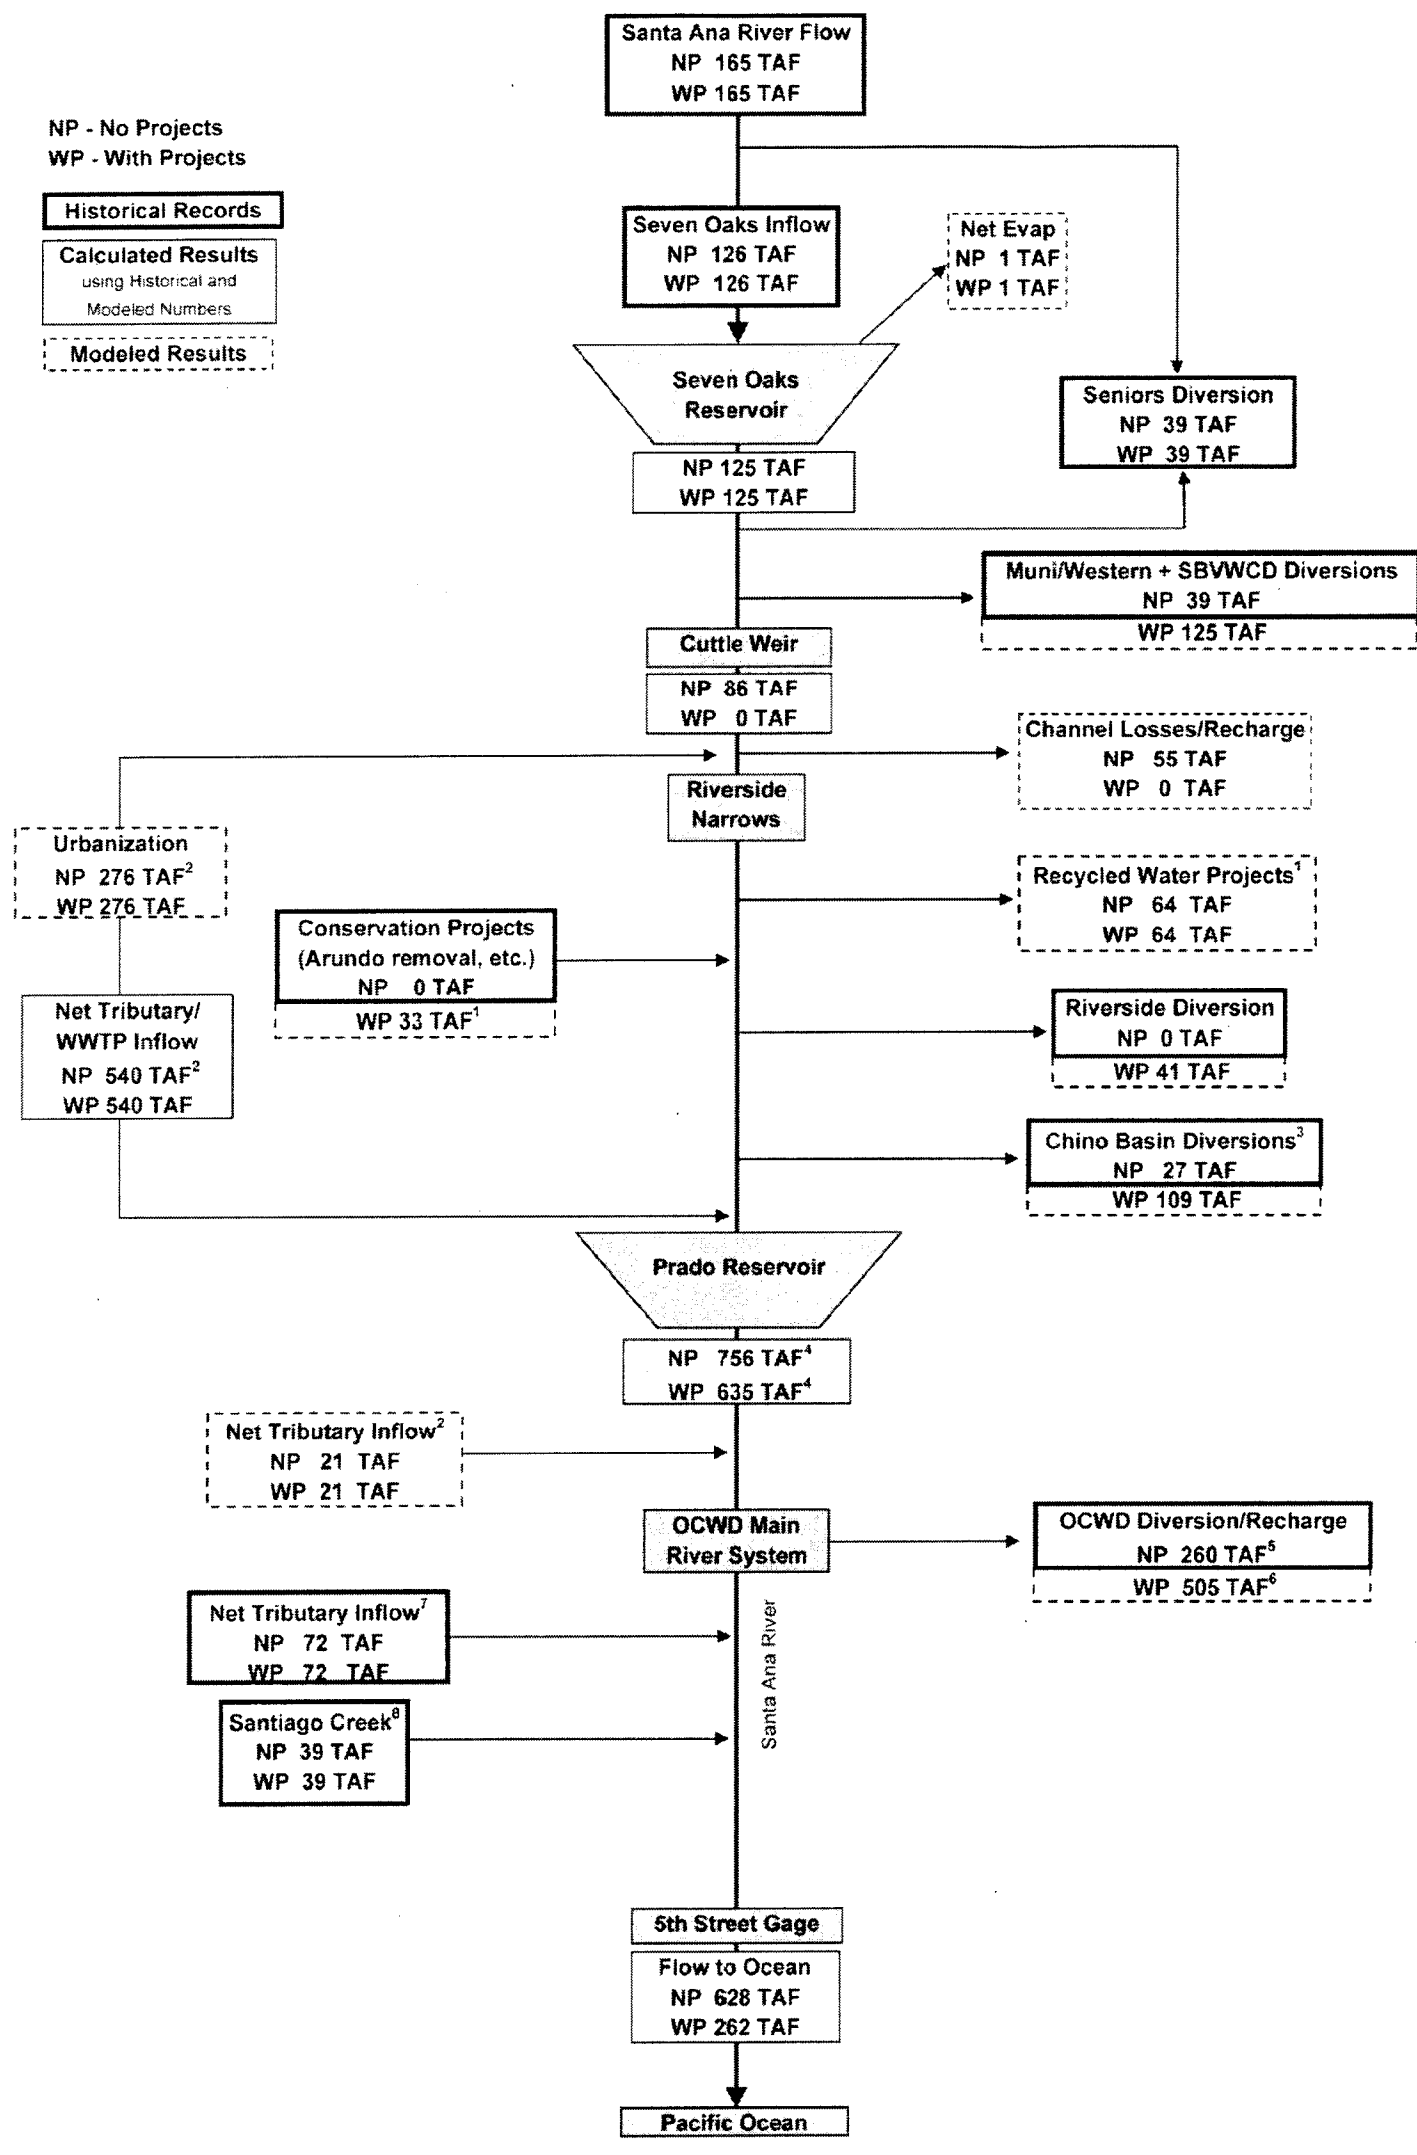 Santa Ana River Flow
NP 165 TAF
WP 165 TAF
NP - No Projects
WP - With Projects
Historical Records
Calculated Results
using Historical and
Modeled Numbers
Modeled Results
Seven Oaks Inflow
NP 126 TAF
WP 126 TAF
Net Evap
NP 1 TAF
WP 1 TAF
Seven Oaks
Reservoir
Seniors Diversion
NP 39 TAF
WP 39 TAF
NP 125 TAF
WP 125 TAF
Muni/Western + SBVWCD Diversions
NP 39 TAF
WP 125 TAF
Cuttle Weir
NP 86 TAF
WP 0 TAF
Channel Losses/Recharge
NP 55 TAF
WP 0 TAF
Riverside
Narrows
Urbanization
NP 276 TAF²
WP 276 TAF
Recycled Water Projects¹
NP 64 TAF
WP 64 TAF
Conservation Projects
(Arundo removal, etc.)
NP 0 TAF
WP 33 TAF¹
Net Tributary/
WWTP Inflow
NP 540 TAF²
WP 540 TAF
Riverside Diversion
NP 0 TAF
WP 41 TAF
Chino Basin Diversions³
NP 27 TAF
WP 109 TAF
Prado Reservoir
NP 756 TAF⁴
WP 635 TAF⁴
Net Tributary Inflow²
NP 21 TAF
WP 21 TAF
OCWD Main
River System
OCWD Diversion/Recharge
NP 260 TAF⁵
WP 505 TAF⁶
Net Tributary Inflow⁷
NP 72 TAF
WP 72 TAF
Santa Ana River
Santiago Creek⁸
NP 39 TAF
WP 39 TAF
5th Street Gage
Flow to Ocean
NP 628 TAF
WP 262 TAF
Pacific Ocean